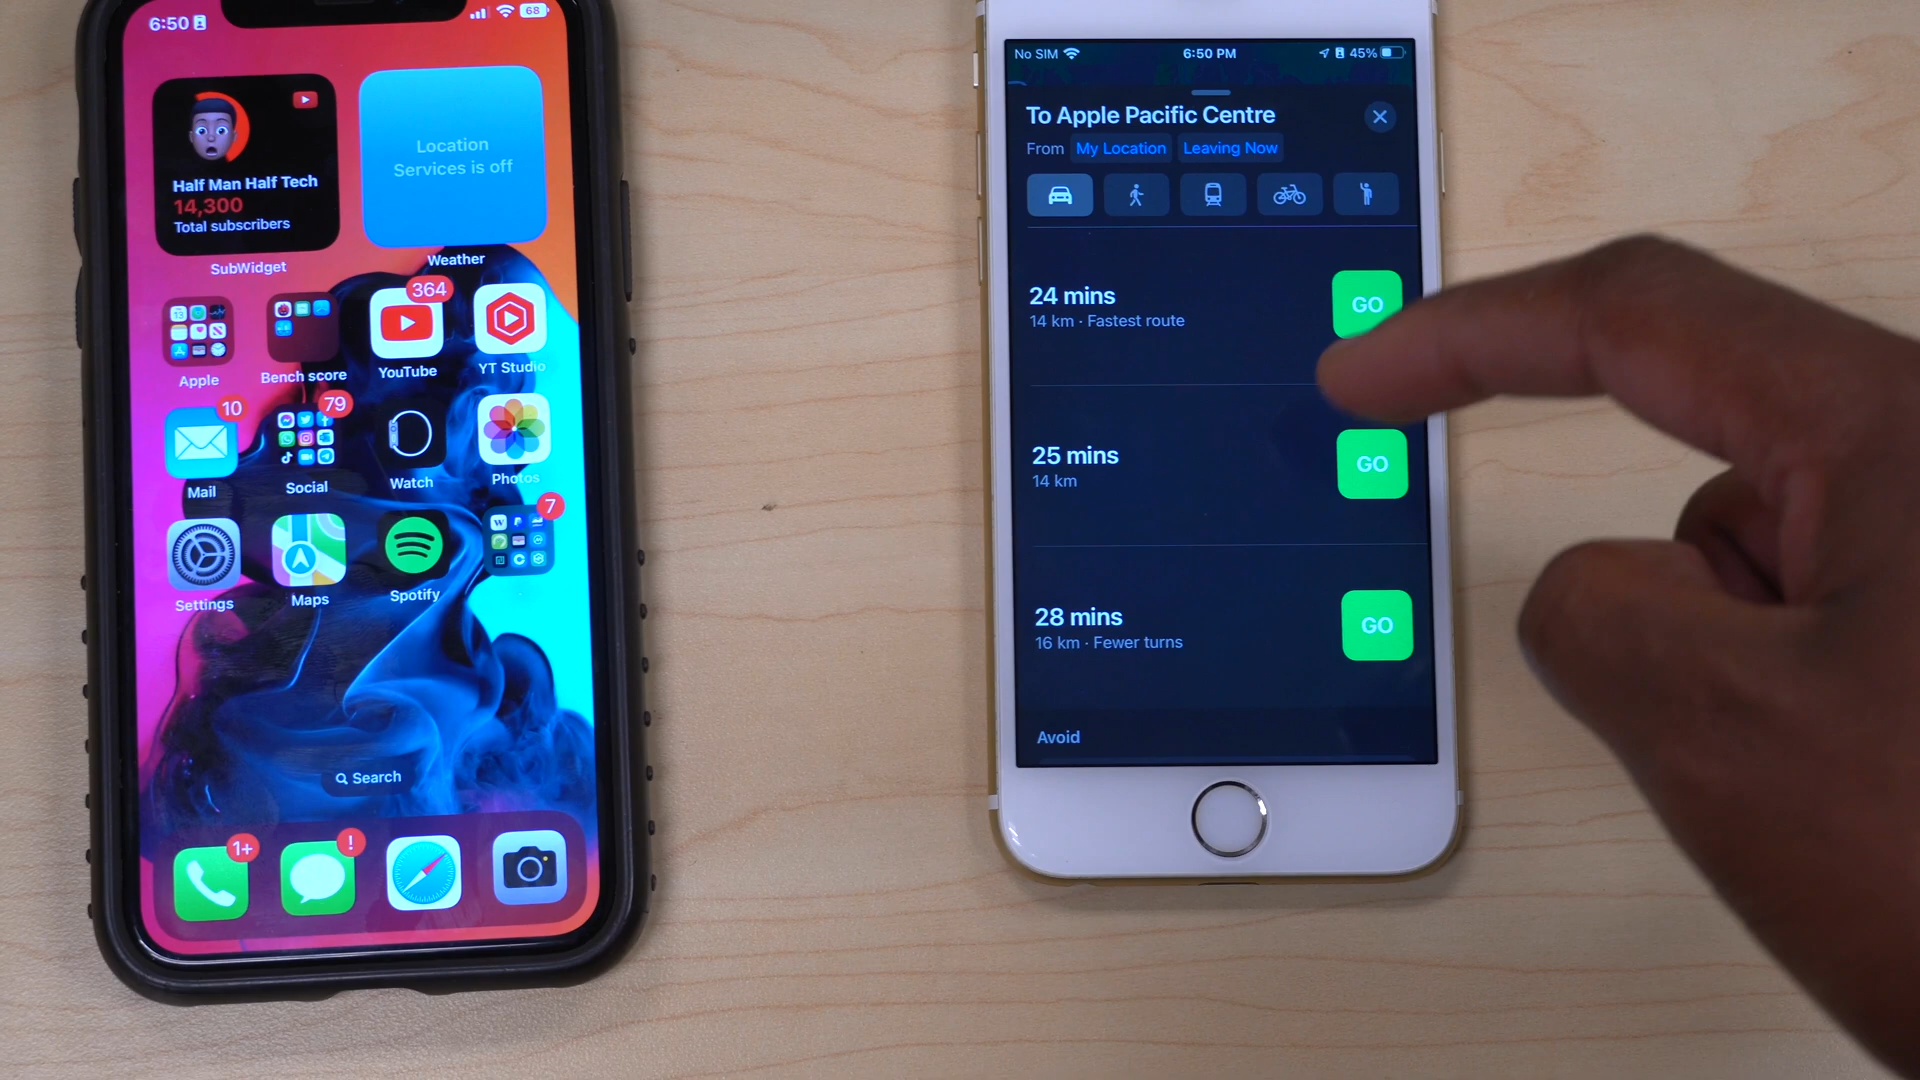 6:50
68
Half Man Half Tech
14,300
Total subscribers
SubWidget
Location
Services is off
Weather
13
Apple
Bench score
364
YouTube
YT Studio
10
Mail
79
Social
Watch
Photos
Settings
Maps
Spotify
7
Search
1+
!
No SIM
6:50 PM
45%
To Apple Pacific Centre
From My Location Leaving Now
24 mins
14 km · Fastest route
GO
25 mins
14 km
GO
28 mins
16 km · Fewer turns
GO
Avoid